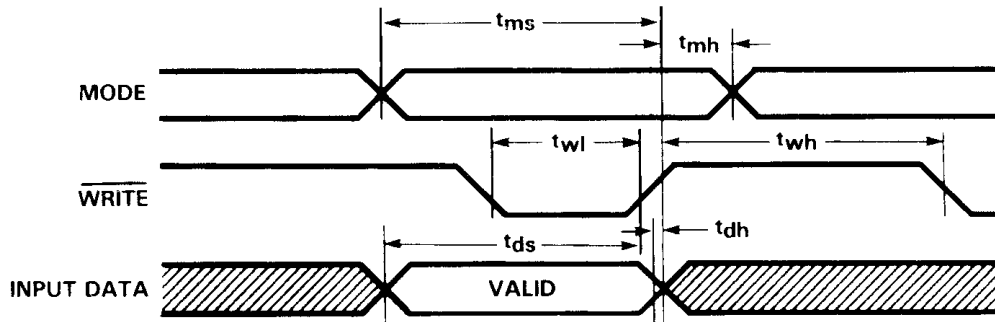 tms
tmh
MODE
twl
twh
WRITE
tds
tdh
INPUT DATA
VALID